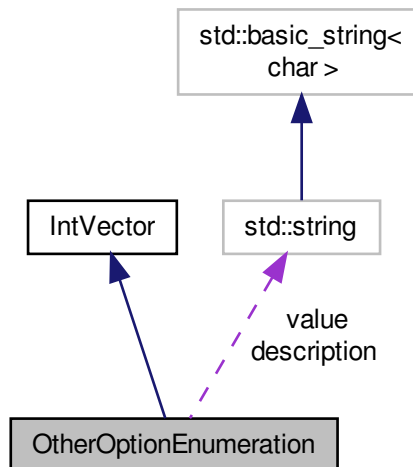 std::basic_string<
char >
IntVector
std::string
value
description
OtherOptionEnumeration